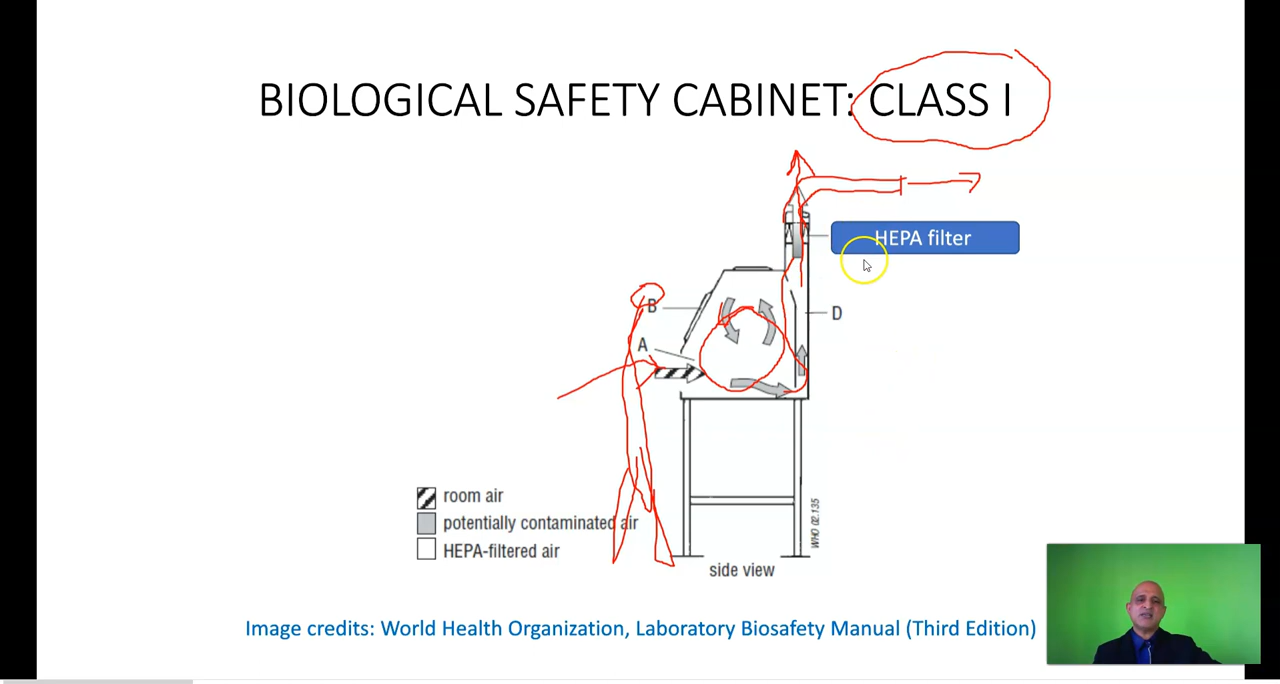 BIOLOGICAL SAFETY CABINET: CLASS I
HEPA filter
B
D
A
room air
potentially contaminated air
HEPA-filtered air
WHO 02.135
side view
Image credits: World Health Organization, Laboratory Biosafety Manual (Third Edition)